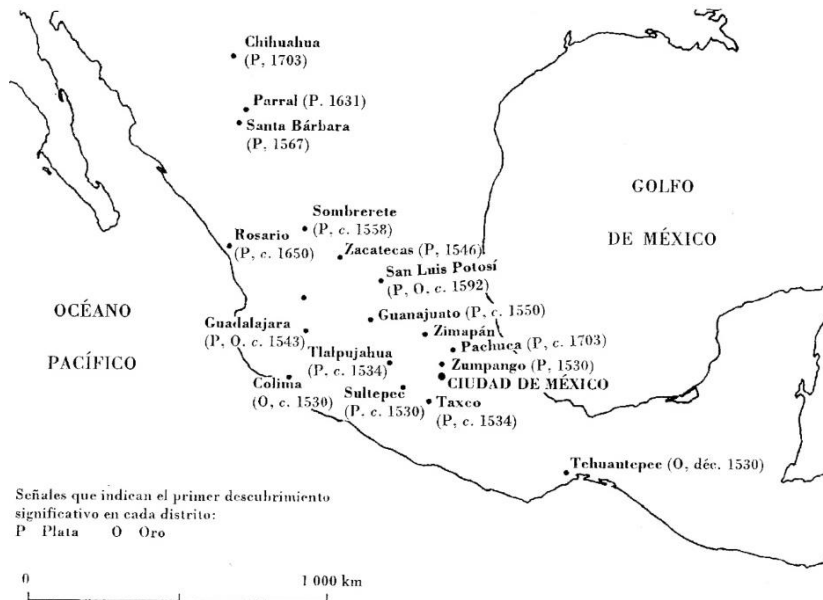 Chihuahua
(P, 1703)
Parral (P. 1631)
Santa Bárbara
(P, 1567)
GOLFO
DE MÉXICO
Sombrerete
(P, c. 1558)
Rosario
(P, c. 1650)
Zacatecas (P, 1546)
San Luis Potosí
(P, O, c. 1592)
OCÉANO
PACÍFICO
Guanajuato (P, c. 1550)
Guadalajara
(P, O. c. 1543)
Zimapán
Pachuca (P, c. 1703)
Tlalpujahua
(P, c. 1534)
Zumpango (P, 1530)
CIUDAD DE MÉXICO
Colima
(O, c. 1530)
Sultepec
(P. c. 1530)
Taxco
(P, c. 1534)
Tehuantepec (O, déc. 1530)
Señales que indican el primer descubrimiento
significativo en cada distrito:
P Plata O Oro
0 1 000 km